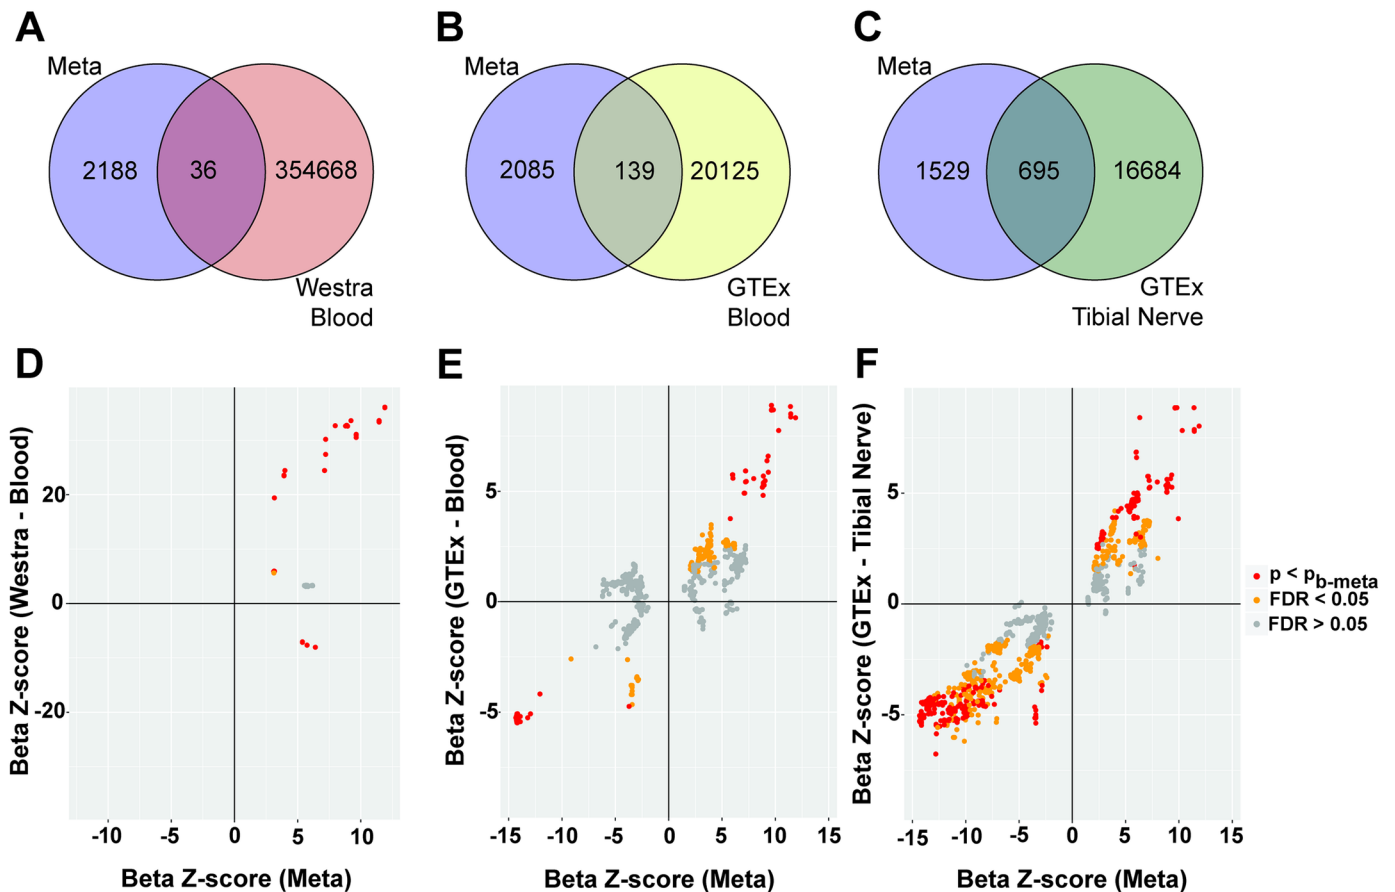 A
B
C
Meta
Meta
Meta
2188
36
354668
2085
139
20125
1529
695
16684
Westra
Blood
GTEx
Blood
GTEx
Tibial Nerve
D
Beta Z-score (Westra - Blood)
20
0
-20
-10
-5
0
5
10
Beta Z-score (Meta)
E
Beta Z-score (GTEx - Blood)
5
0
-5
-15
-10
-5
0
5
10
15
Beta Z-score (Meta)
F
Beta Z-score (GTEx - Tibial Nerve)
5
0
-5
-15
-10
-5
0
5
10
15
Beta Z-score (Meta)
p < pb-meta
FDR < 0.05
FDR > 0.05